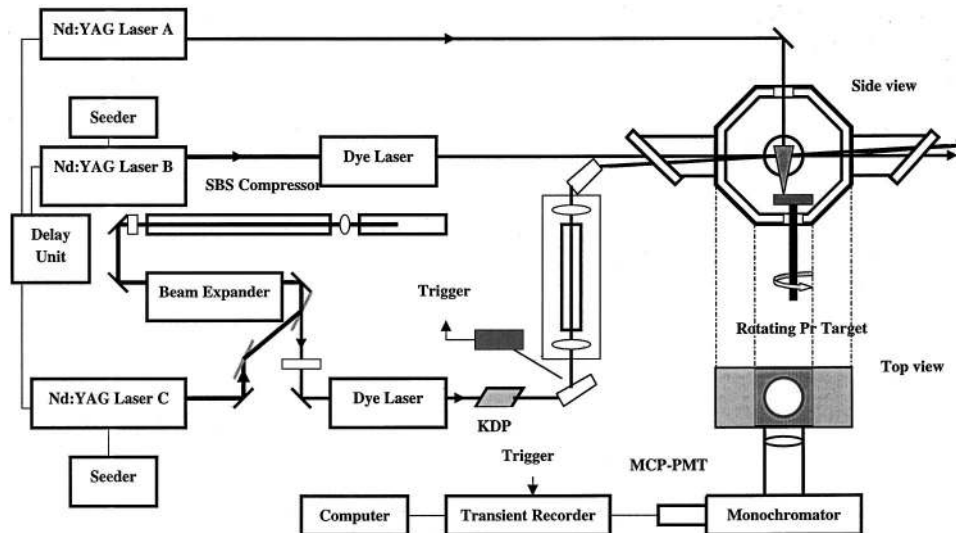 Nd:YAG Laser A
Side view
Seeder
Nd:YAG Laser B
Dye Laser
SBS Compressor
Delay
Unit
Beam Expander
Trigger
Rotating Pr Target
Top view
Nd:YAG Laser C
Dye Laser
KDP
Seeder
Trigger
MCP-PMT
Computer
Transient Recorder
Monochromator